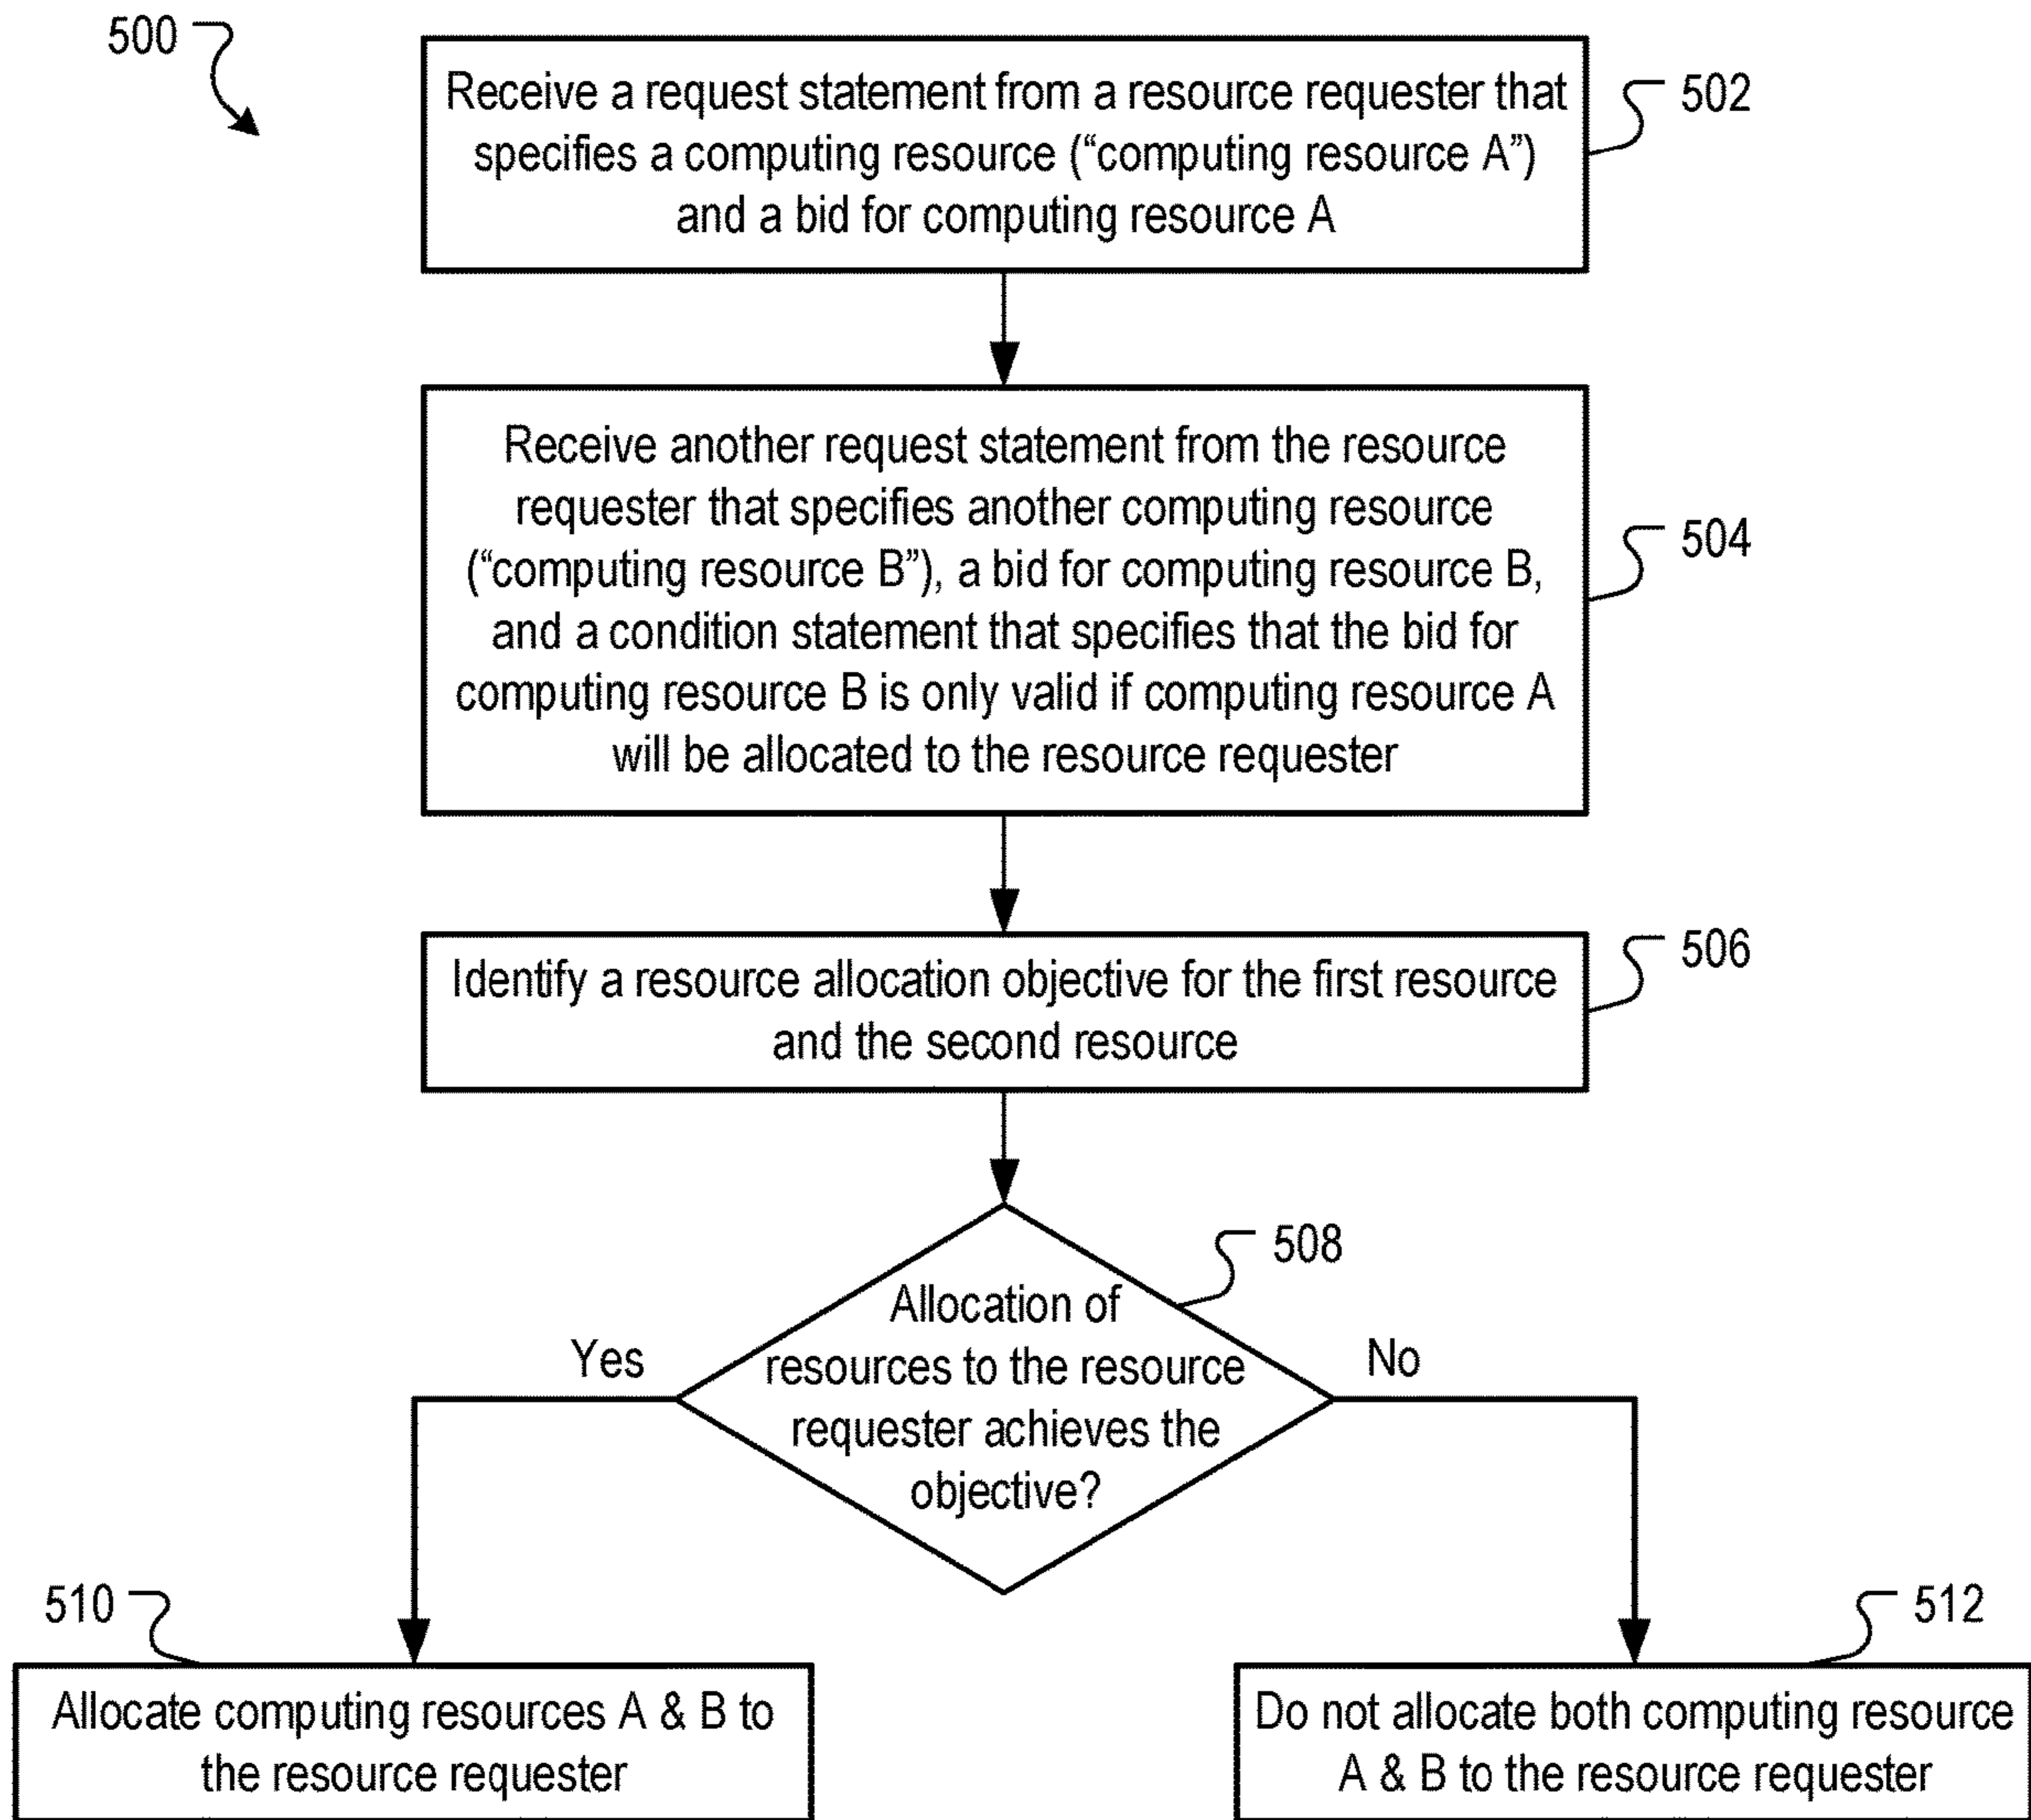 500
Receive a request statement from a resource requester that
specifies a computing resource (“computing resource A”)
and a bid for computing resource A
502
Receive another request statement from the resource
requester that specifies another computing resource
(“computing resource B”), a bid for computing resource B,
and a condition statement that specifies that the bid for
computing resource B is only valid if computing resource A
will be allocated to the resource requester
504
Identify a resource allocation objective for the first resource
and the second resource
506
508
Allocation of
resources to the resource
requester achieves the
objective?
Yes
No
510
Allocate computing resources A & B to
the resource requester
512
Do not allocate both computing resource
A & B to the resource requester